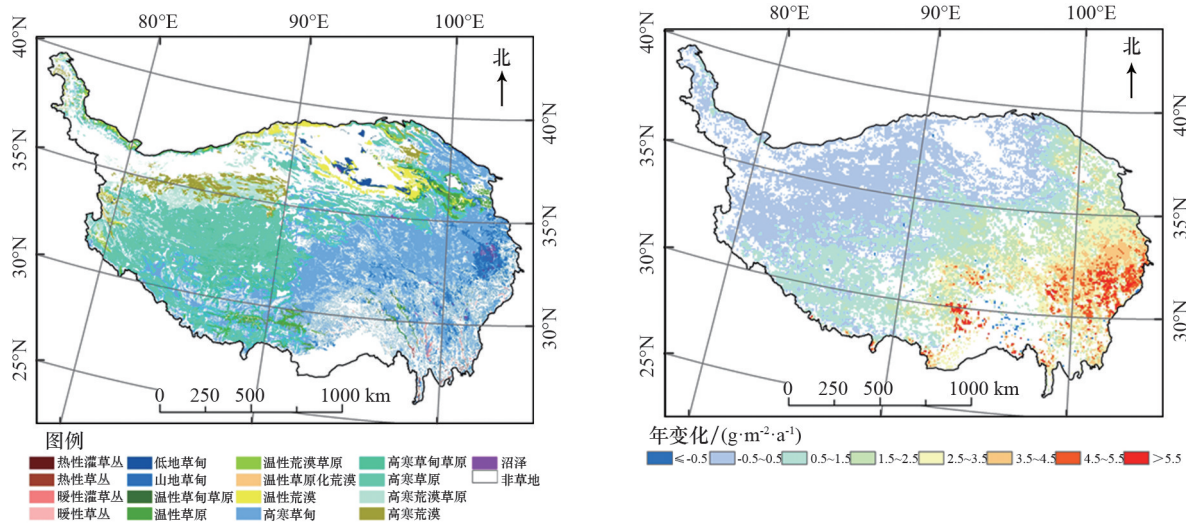 80°E 90°E 100°E
40°N
北
35°N
40°N
30°N
35°N
25°N
30°N
0 250 500 1000 km
图例
热性灌草丛 低地草甸 温性荒漠草原 高寒草甸草原 沼泽
热性草丛 山地草甸 温性草原化荒漠 高寒草原 非草地
暖性灌草丛 温性草甸草原 温性荒漠 高寒荒漠草原
暖性草丛 温性草原 高寒草甸 高寒荒漠
80°E 90°E 100°E
40°N
北
35°N
40°N
30°N
35°N
25°N
30°N
0 250 500 1000 km
年变化/(g·m⁻²·a⁻¹)
≤-0.5 -0.5~0.5 0.5~1.5 1.5~2.5 2.5~3.5 3.5~4.5 4.5~5.5 >5.5